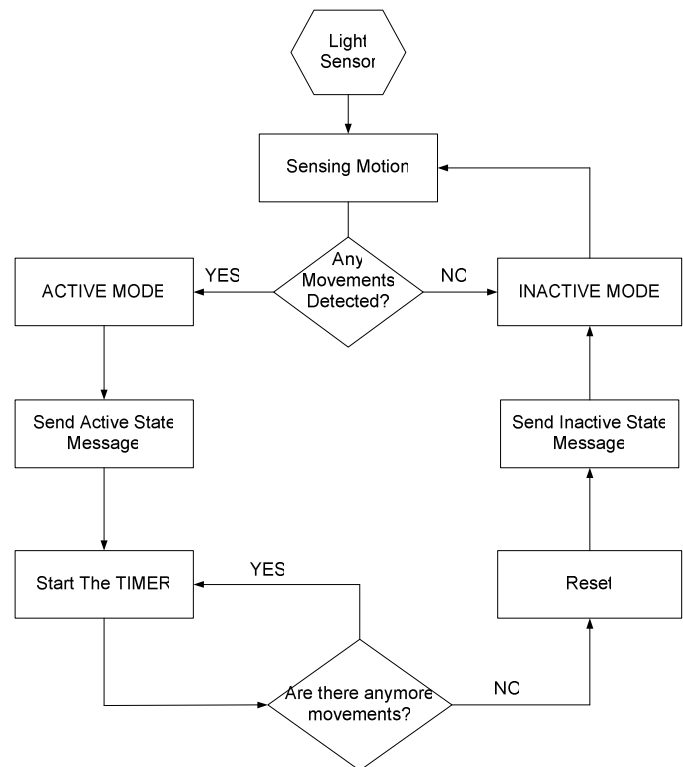 Light
Sensor
Sensing Motion
Any
Movements
Detected?
YES
NO
ACTIVE MODE
INACTIVE MODE
Send Active State
Message
Send Inactive State
Message
Start The TIMER
YES
Reset
Are there anymore
movements?
NO